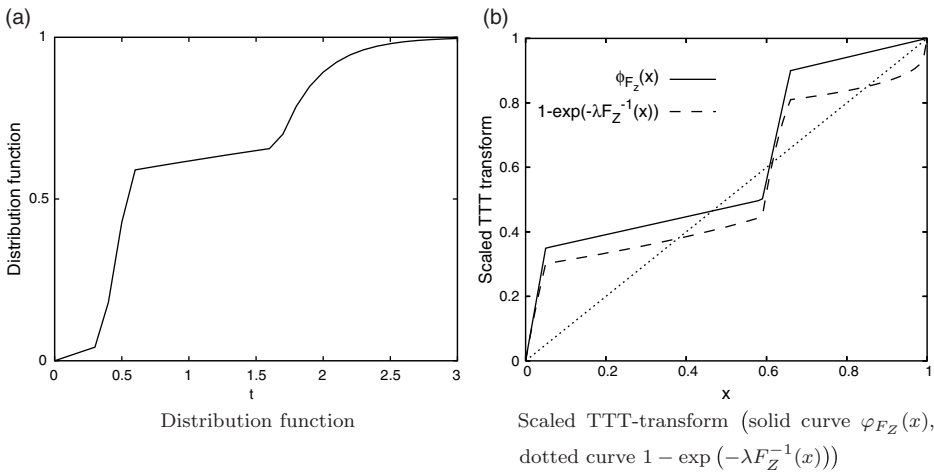 (a)
1
0.5
0
Distribution function
0 0.5 1 1.5 2 2.5 3
t
Distribution function
(b)
1
0.8
0.6
0.4
0.2
0
Scaled TTT transform
ϕ_{F_z}(x)
1-exp(-λF_Z^{-1}(x))
0 0.2 0.4 0.6 0.8 1
x
Scaled TTT-transform (solid curve φ_{F_Z}(x),
dotted curve 1 − exp (−λF_Z^{-1}(x)))